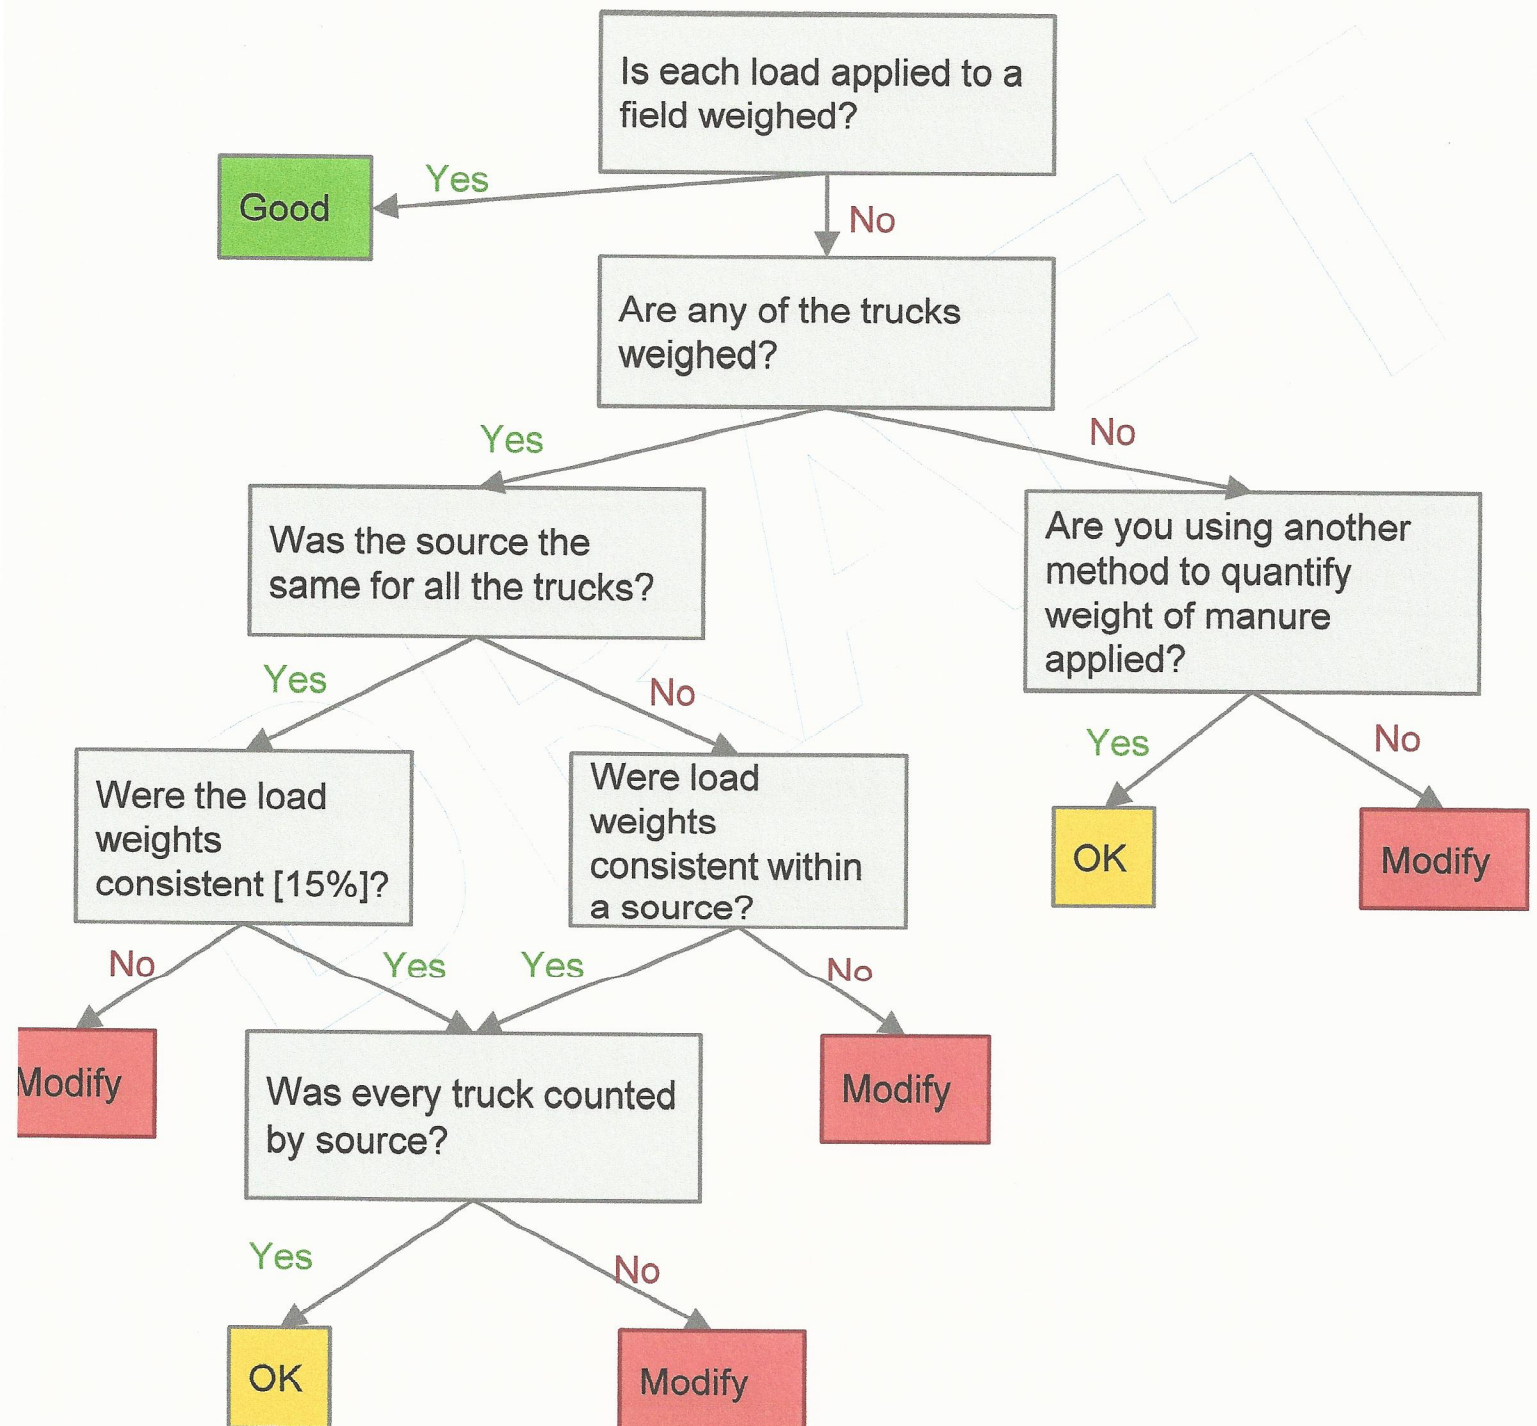 Is each load applied to a
field weighed?
Yes
Good
No
Are any of the trucks
weighed?
Yes
No
Was the source the
same for all the trucks?
Are you using another
method to quantify
weight of manure
applied?
Yes
No
Yes
No
Were the load
weights
consistent [15%]?
Were load
weights
consistent within
a source?
OK
Modify
No
Yes
Yes
No
Modify
Was every truck counted
by source?
Modify
Yes
No
OK
Modify
DRAFT